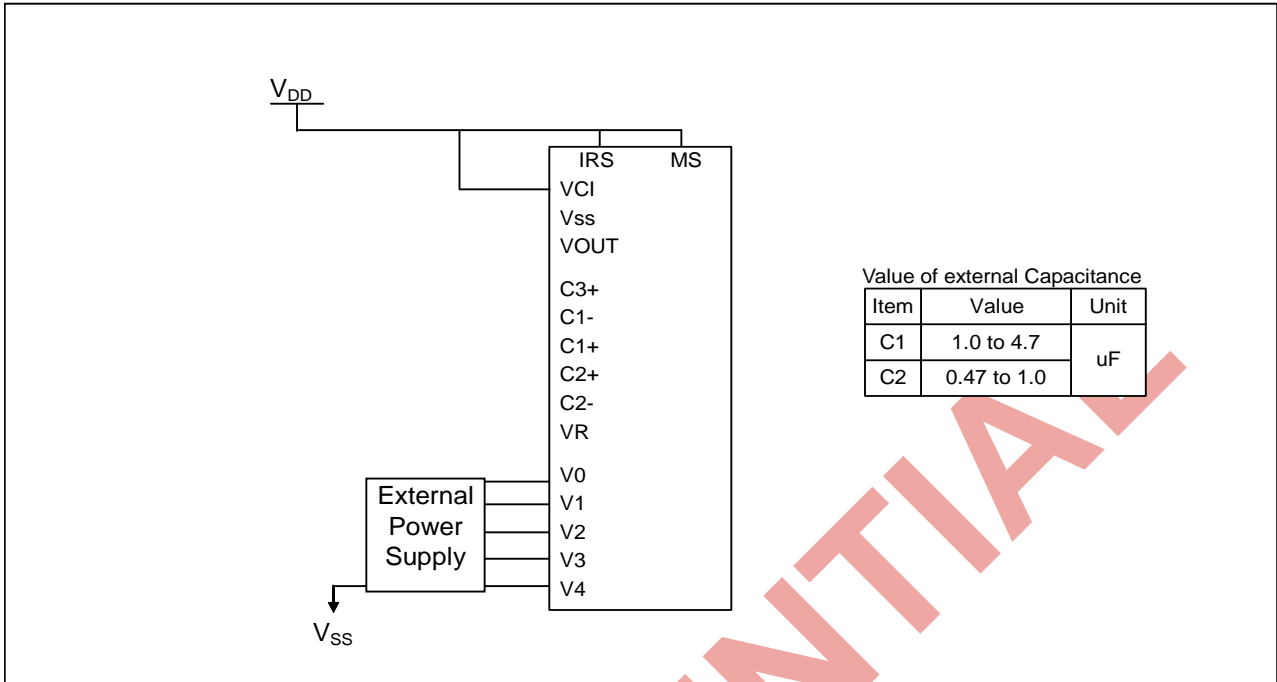 VDD
IRS MS
VCI
Vss
VOUT
C3+
C1-
C1+
C2+
C2-
VR
V0
V1
V2
V3
V4
External
Power
Supply
VSS
Value of external Capacitance
Item Value Unit
C1 1.0 to 4.7 uF
C2 0.47 to 1.0
NTIAL